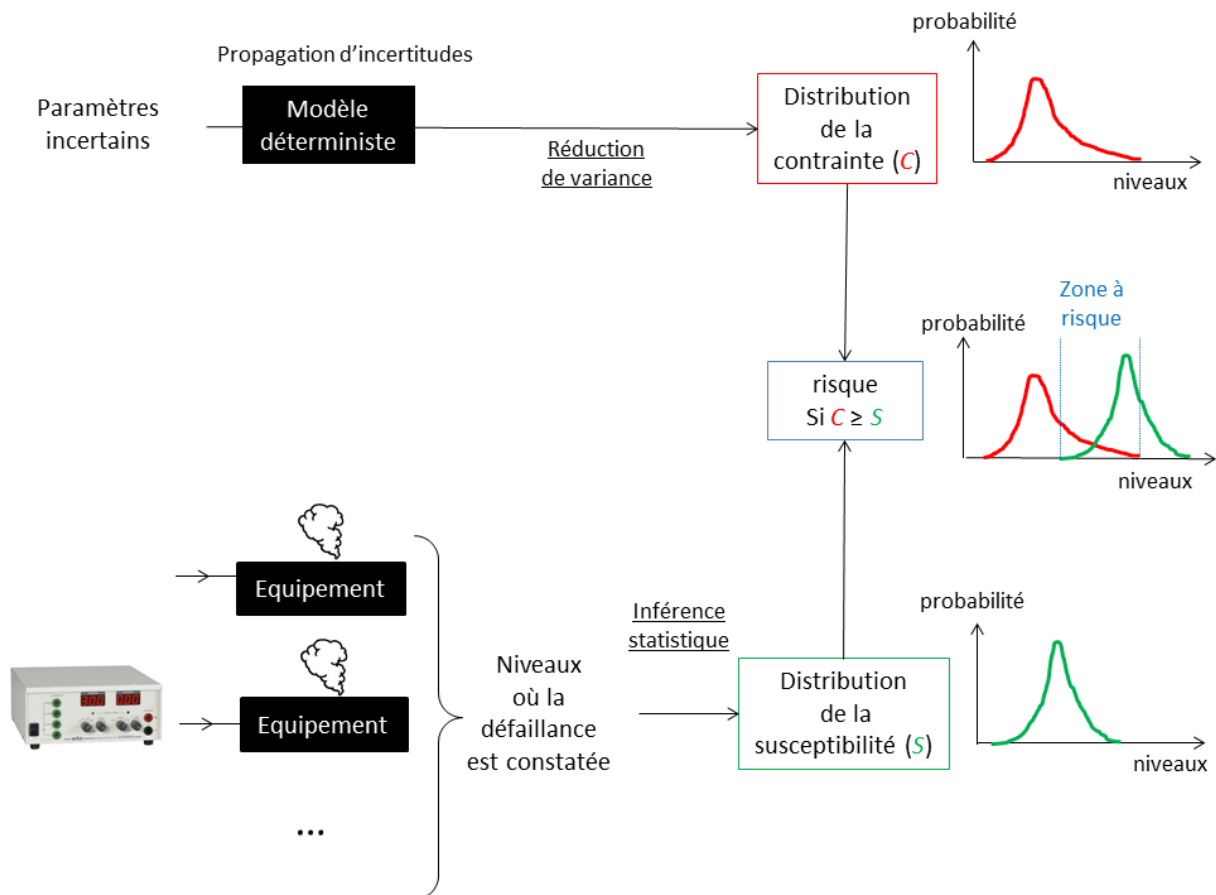 Propagation d’incertitudes
Paramètres
incertains
Modèle
déterministe
Réduction
de variance
Distribution
de la
contrainte (C)
probabilité
niveaux
risque
Si C ≥ S
probabilité
Zone à
risque
niveaux
Equipement
Equipement
...
Niveaux
où la
défaillance
est constatée
Inférence
statistique
Distribution
de la
susceptibilité (S)
probabilité
niveaux